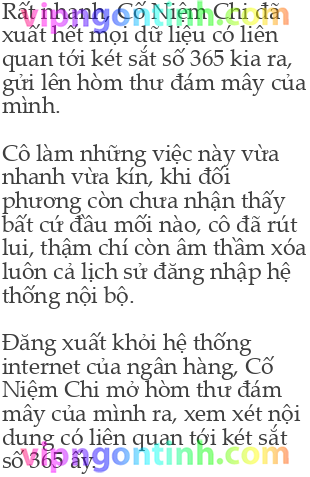 Rất nhanh, Cố Niệm Chi đã
xuất hết mọi dữ liệu có liên
quan tới két sắt số 365 kia ra,
gửi lên hòm thư đám mây của
mình.
Cô làm những việc này vừa
nhanh vừa kín, khi đối
phương còn chưa nhận thấy
bất cứ đầu mối nào, cô đã rút
lui, thậm chí còn âm thầm xóa
luôn cả lịch sử đăng nhập hệ
thống nội bộ.
Đăng xuất khỏi hệ thống
internet của ngân hàng, Cố
Niệm Chi mở hòm thư đám
mây của mình ra, xem xét nội
dung có liên quan tới két sắt
số 365 ấy.
vipngontinh.com
vipngontinh.com